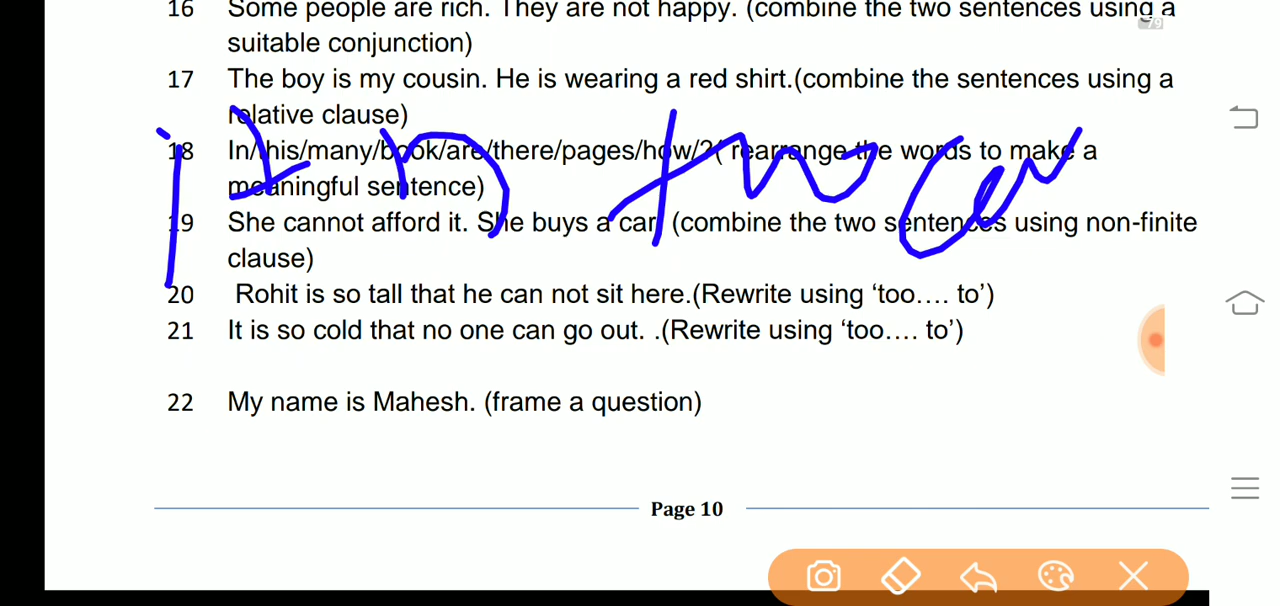 16 Some people are rich. They are not happy. (combine the two sentences using a
suitable conjunction)
17 The boy is my cousin. He is wearing a red shirt.(combine the sentences using a
relative clause)
18 In/this/many/book/are/there/pages/how/?( rearrange the words to make a
meaningful sentence)
19 She cannot afford it. She buys a car. (combine the two sentences using non-finite
clause)
20 Rohit is so tall that he can not sit here.(Rewrite using ‘too…. to’)
21 It is so cold that no one can go out. .(Rewrite using ‘too…. to’)
22 My name is Mahesh. (frame a question)
Page 10